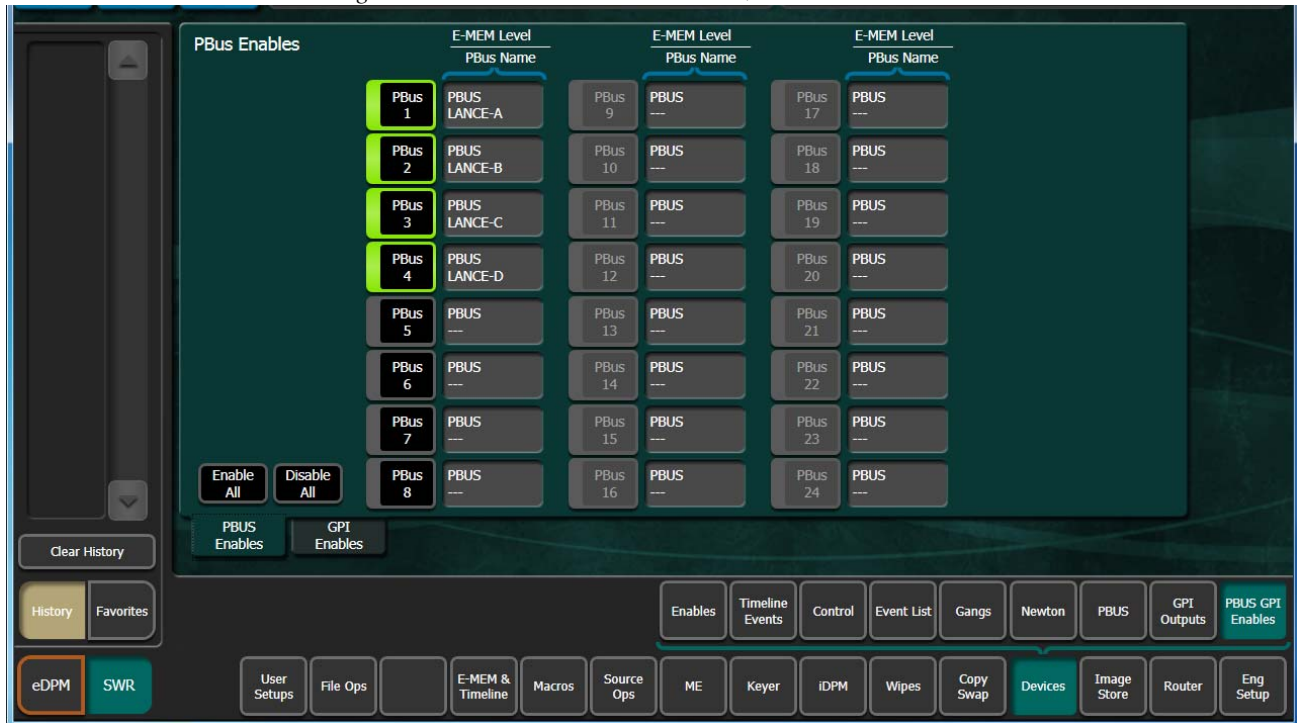 PBus Enables
E-MEM Level
PBus Name
E-MEM Level
PBus Name
E-MEM Level
PBus Name
PBus
1
PBUS
LANCE-A
PBus
9
PBUS
---
PBus
17
PBUS
---
PBus
2
PBUS
LANCE-B
PBus
10
PBUS
---
PBus
18
PBUS
---
PBus
3
PBUS
LANCE-C
PBus
11
PBUS
---
PBus
19
PBUS
---
PBus
4
PBUS
LANCE-D
PBus
12
PBUS
---
PBus
20
PBUS
---
PBus
5
PBUS
---
PBus
13
PBUS
---
PBus
21
PBUS
---
PBus
6
PBUS
---
PBus
14
PBUS
---
PBus
22
PBUS
---
PBus
7
PBUS
---
PBus
15
PBUS
---
PBus
23
PBUS
---
Enable
All
Disable
All
PBus
8
PBUS
---
PBus
16
PBUS
---
PBus
24
PBUS
---
PBUS
Enables
GPI
Enables
Clear History
History
Favorites
Enables
Timeline
Events
Control
Event List
Gangs
Newton
PBUS
GPI
Outputs
PBUS GPI
Enables
eDPM
SWR
User
Setups
File Ops
E-MEM &
Timeline
Macros
Source
Ops
ME
Keyer
iDPM
Wipes
Copy
Swap
Devices
Image
Store
Router
Eng
Setup